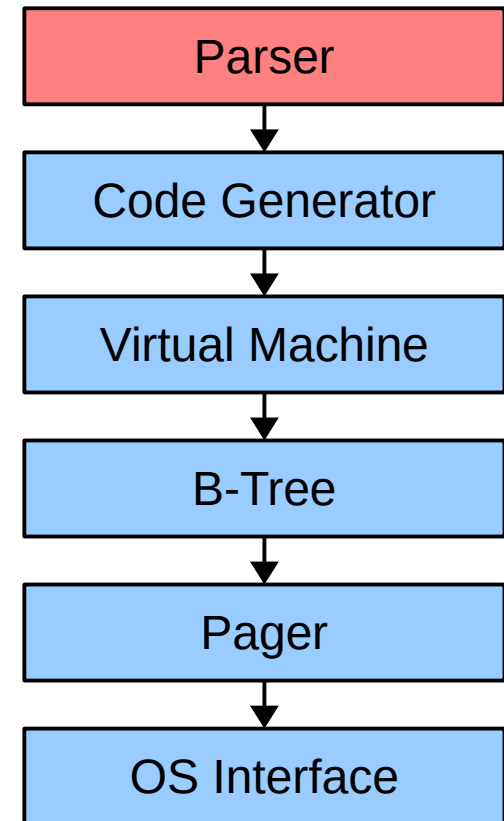 Parser
Code Generator
Virtual Machine
B-Tree
Pager
OS Interface